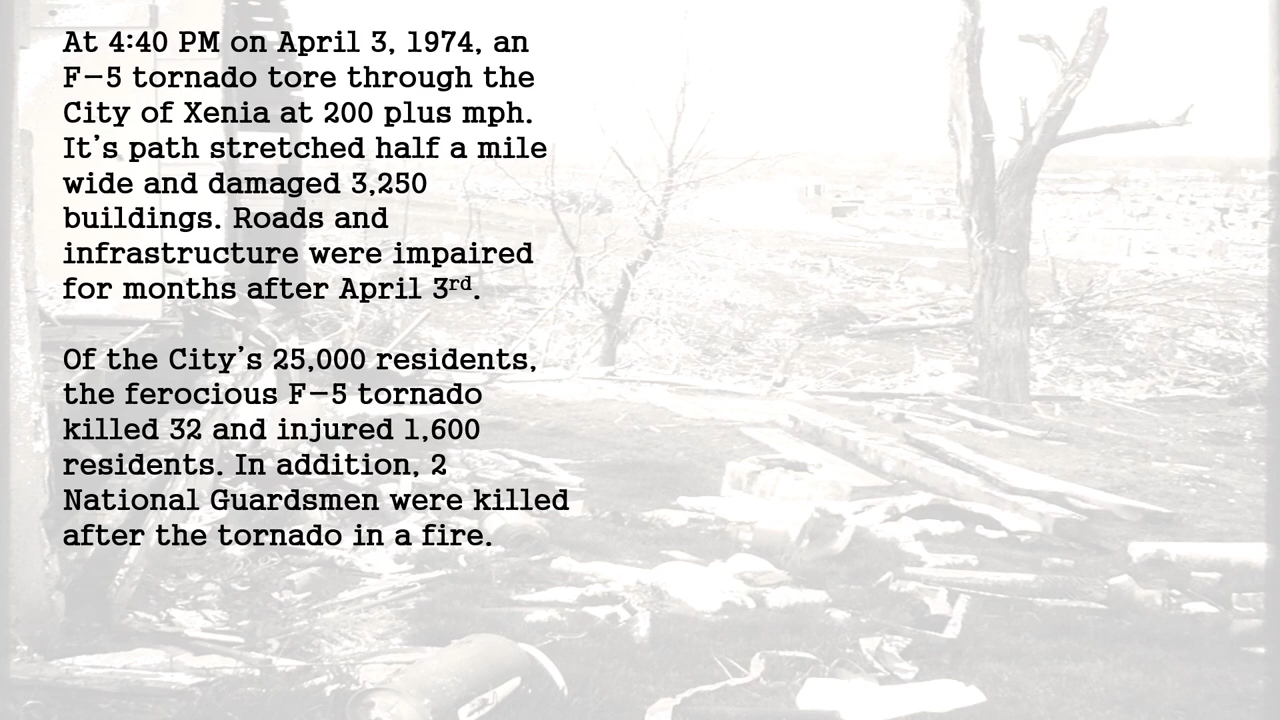 At 4:40 PM on April 3, 1974, an
F-5 tornado tore through the
City of Xenia at 200 plus mph.
It's path stretched half a mile
wide and damaged 3,250
buildings. Roads and
infrastructure were impaired
for months after April 3rd.
Of the City's 25,000 residents,
the ferocious F-5 tornado
killed 32 and injured 1,600
residents. In addition, 2
National Guardsmen were killed
after the tornado in a fire.